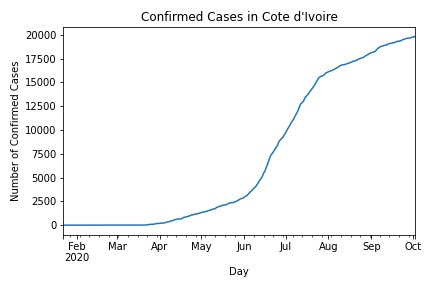 Confirmed Cases in Cote d'Ivoire
Number of Confirmed Cases
20000
17500
15000
12500
10000
7500
5000
2500
0
Feb Mar Apr May Jun Jul Aug Sep Oct
2020
Day